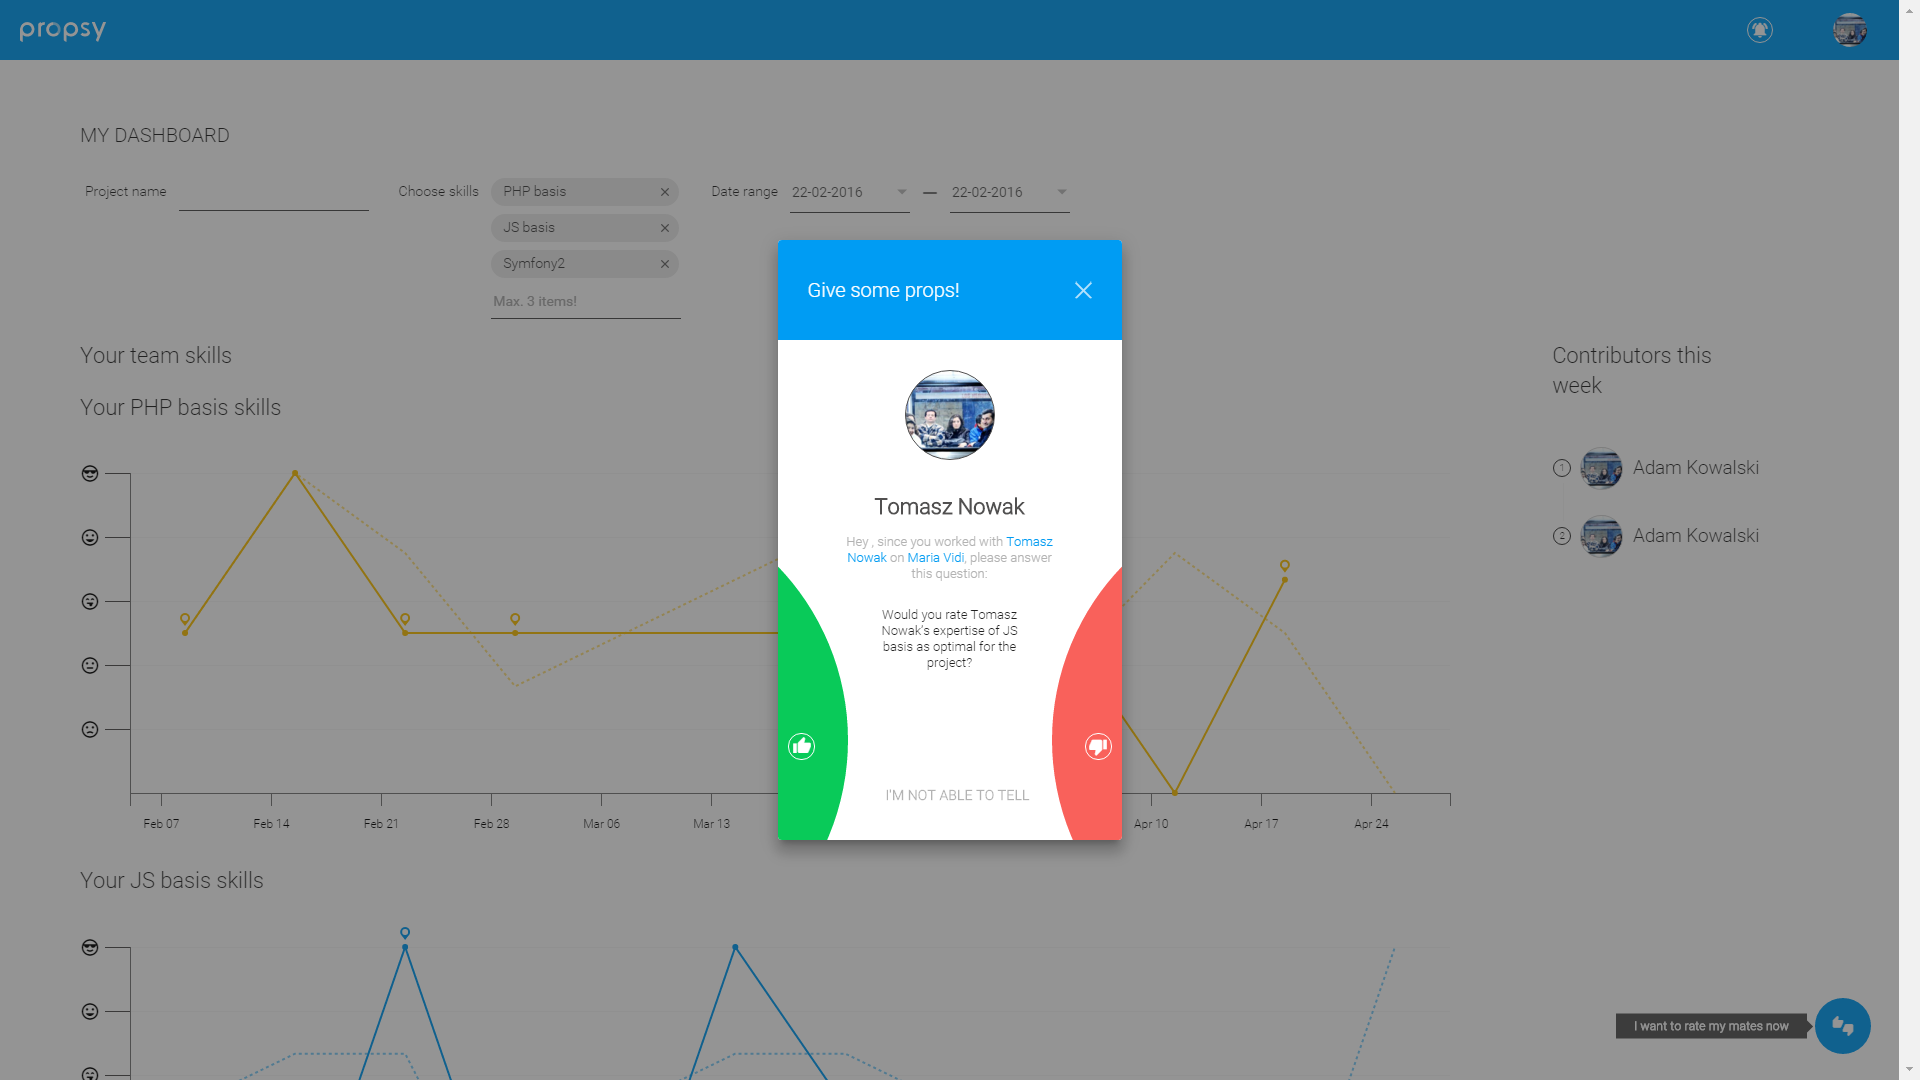 propsy
MY DASHBOARD
Project name
Choose skills
PHP basis
JS basis
Symfony2
Max. 3 items!
Date range
22-02-2016
—
22-02-2016
Your team skills
Your PHP basis skills
Feb 07
Feb 14
Feb 21
Feb 28
Mar 06
Mar 13
Apr 10
Apr 17
Apr 24
Give some props!
Tomasz Nowak
Hey , since you worked with Tomasz
Nowak on Maria Vidi, please answer
this question:
Would you rate Tomasz
Nowak's expertise of JS
basis as optimal for the
project?
I'M NOT ABLE TO TELL
Contributors this
week
1 Adam Kowalski
2 Adam Kowalski
Your JS basis skills
I want to rate my mates now